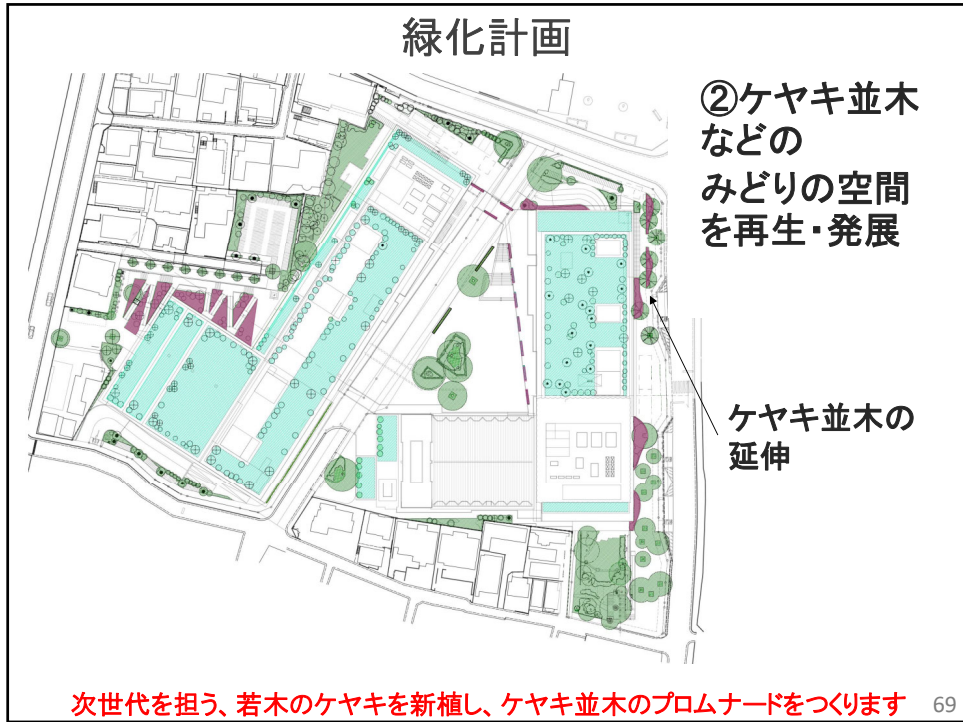 緑化計画
②ケヤキ並木
などの
みどりの空間
を再生・発展
ケヤキ並木の
延伸
次世代を担う、若木のケヤキを新植し、ケヤキ並木のプロムナードをつくります
69